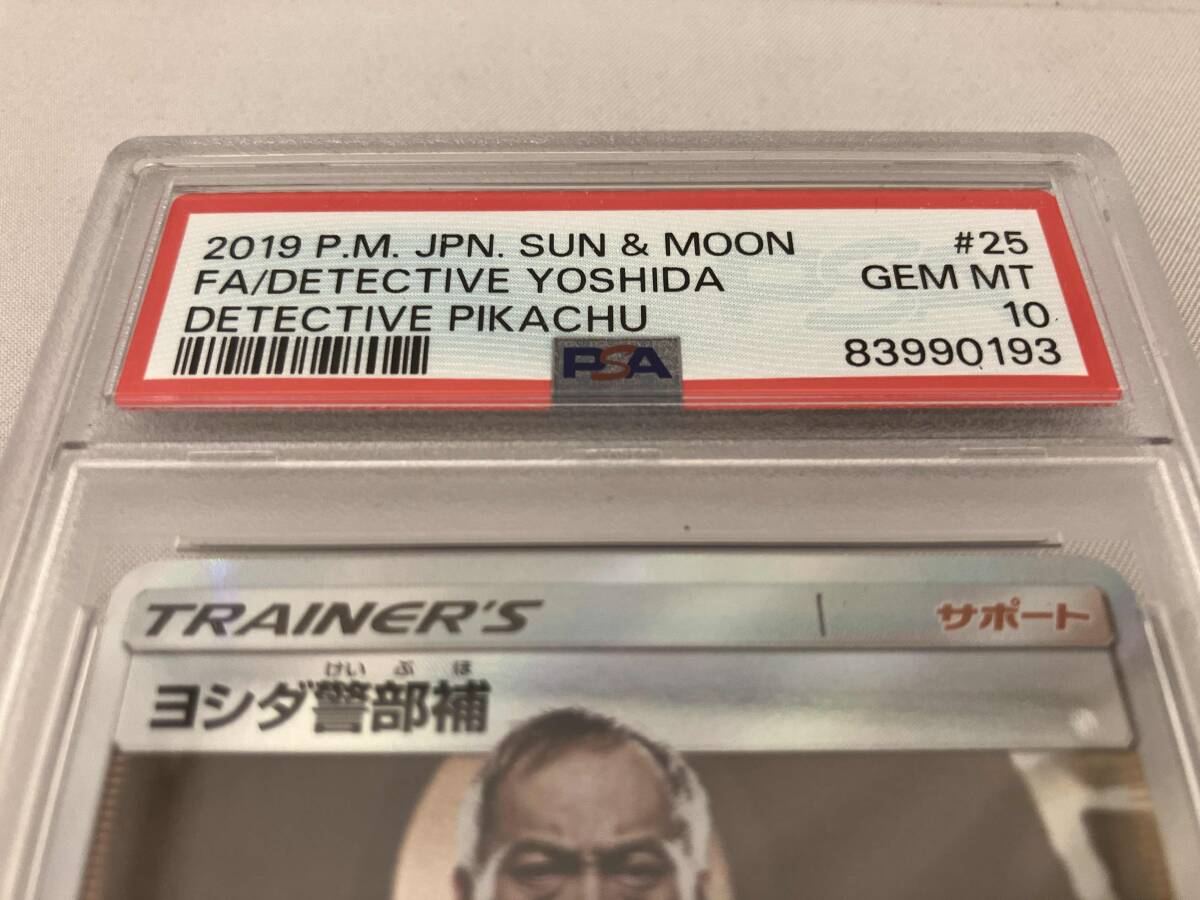 2019 P.M. JPN. SUN & MOON #25
FA/DETECTIVE YOSHIDA GEM MT
DETECTIVE PIKACHU 10
PSA 83990193
TRAINER'S サポート
けいぶほ
ヨシダ警部補